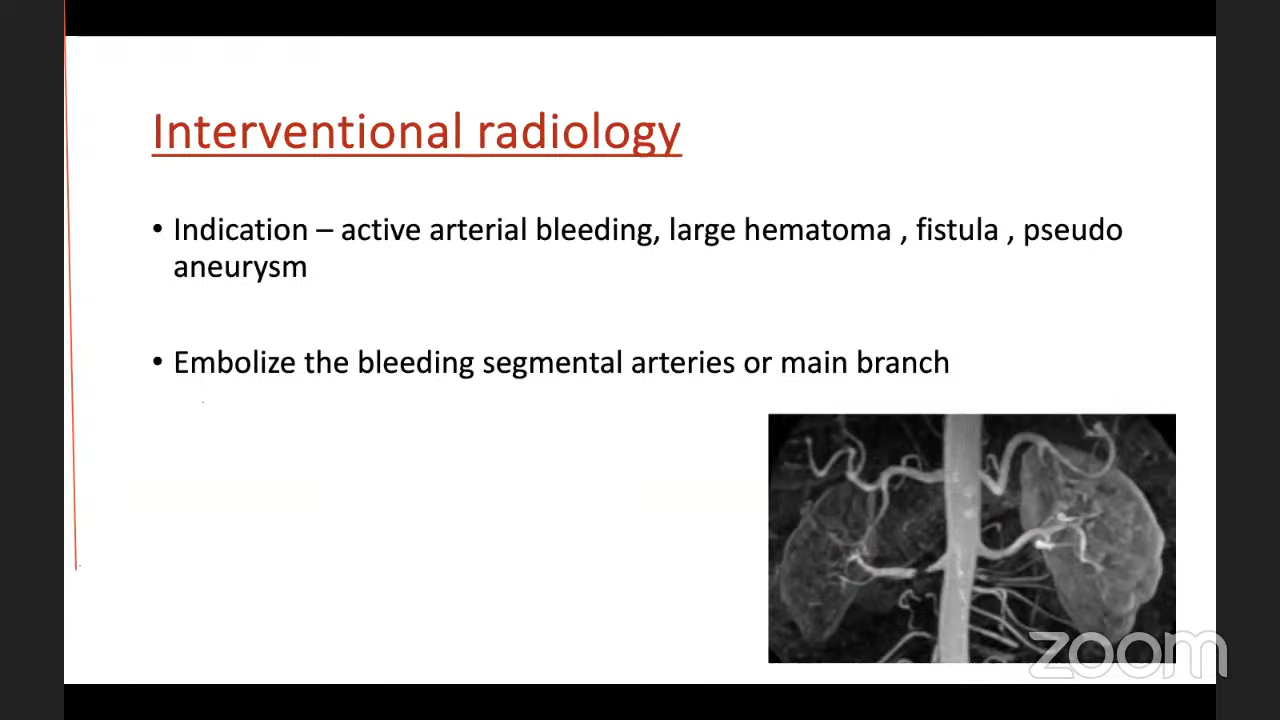 Interventional radiology
• Indication – active arterial bleeding, large hematoma , fistula , pseudo
aneurysm
• Embolize the bleeding segmental arteries or main branch
zoom